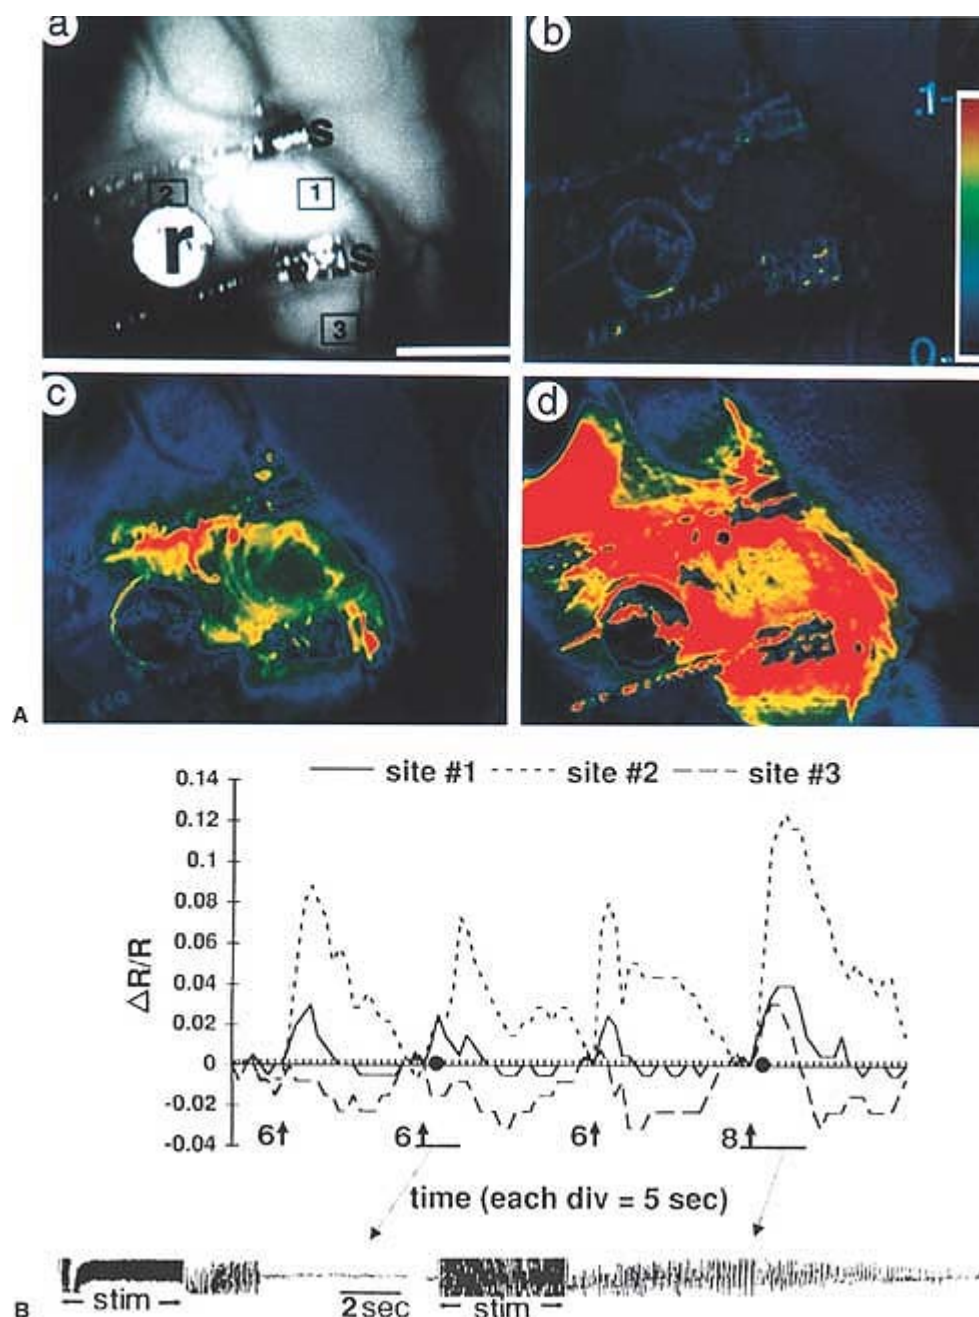 a
b
.1-
s
2
1
r
s
3
0-
c
d
A
site #1 site #2 site #3
0.14
0.12
0.1
0.08
0.06
0.04
0.02
0
-0.02
-0.04
ΔR/R
6↑ 6↑ 6↑ 8↑
time (each div = 5 sec)
← stim → 2 sec ← stim →
B